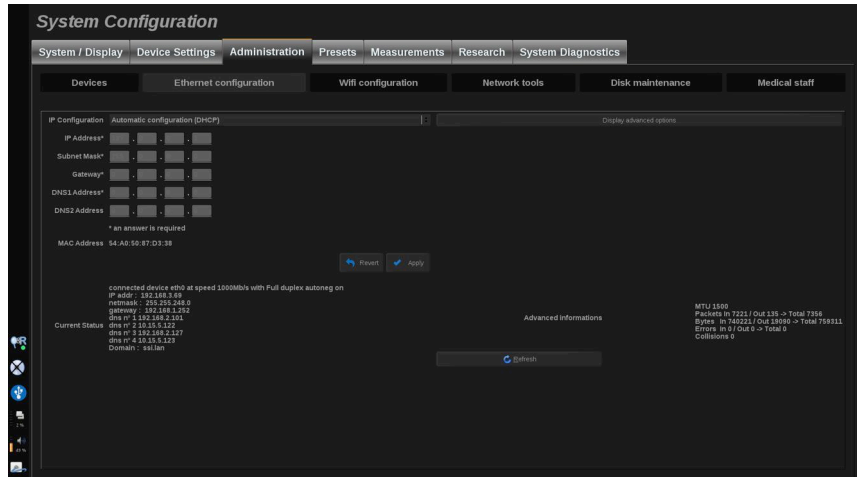 System Configuration
System / Display Device Settings Administration Presets Measurements Research System Diagnostics
Devices Ethernet configuration Wifi configuration Network tools Disk maintenance Medical staff
IP Configuration Automatic configuration (DHCP) Display advanced options
IP Address*
Subnet Mask*
Gateway*
DNS1 Address*
DNS2 Address
* an answer is required
MAC Address 54:A0:50:87:D3:38
Revert Apply
Current Status
connected device eth0 at speed 1000Mb/s with Full duplex autoneg on
IP addr : 192.168.3.69
netmask : 255.255.248.0
gateway : 192.168.1.252
dns n° 1 192.168.2.101
dns n° 2 10.15.5.122
dns n° 3 192.168.2.127
dns n° 4 10.15.5.123
Domain : ssi.lan
Advanced informations
MTU 1500
Packets In 7221 / Out 135 -> Total 7356
Bytes In 740221 / Out 19090 -> Total 759311
Errors In 0 / Out 0 -> Total 0
Collisions 0
Refresh
R
2 %